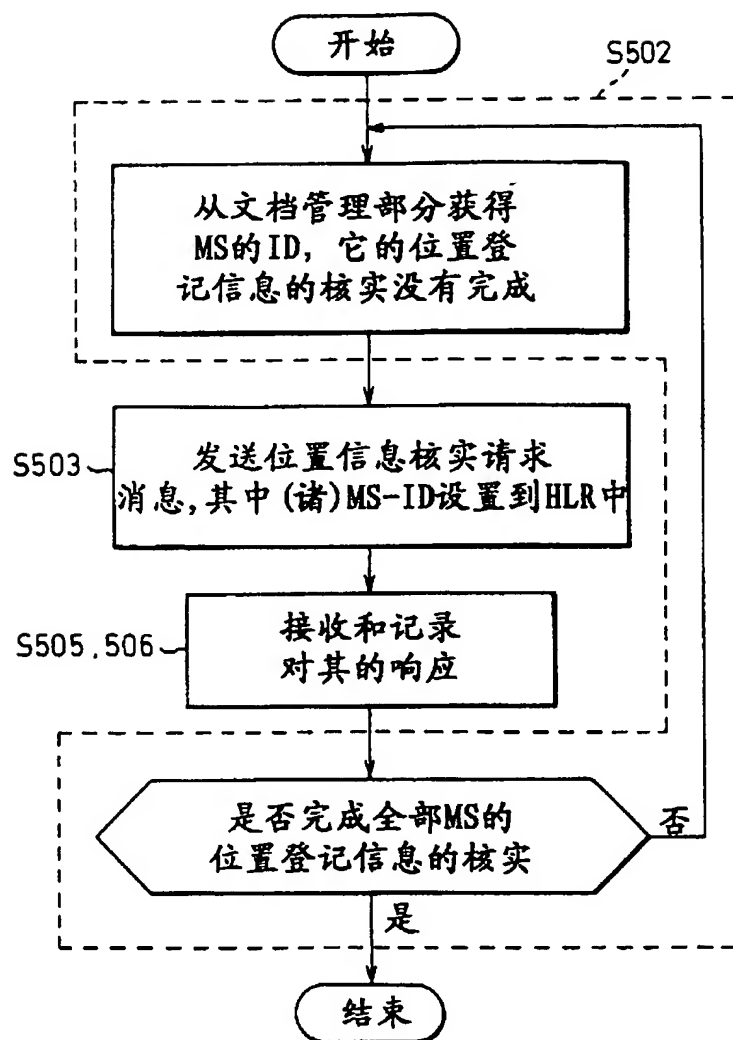 开始
S502
从文档管理部分获得
MS的ID，它的位置登
记信息的核实没有完成
S503
发送位置信息核实请求
消息,其中(诸)MS-ID设置到HLR中
S505,506
接收和记录
对其的响应
是否完成全部MS的
位置登记信息的核实
否
是
结束